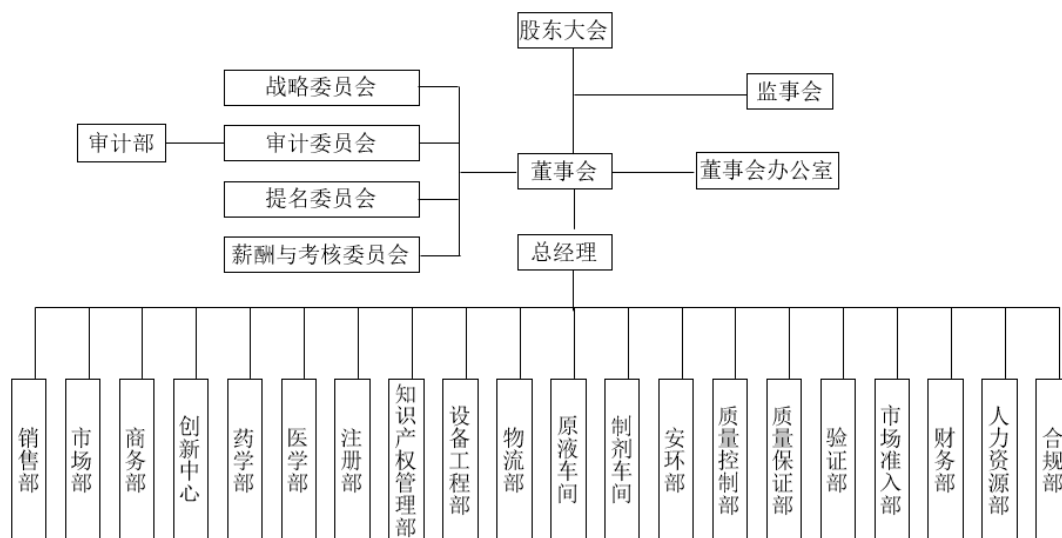 股东大会
战略委员会
监事会
审计部
审计委员会
董事会
董事会办公室
提名委员会
薪酬与考核委员会
总经理
销售部
市场部
商务部
创新中心
药学部
医学部
注册部
知识产权管理部
设备工程部
物流部
原液车间
制剂车间
安环部
质量控制部
质量保证部
验证部
市场准入部
财务部
人力资源部
合规部